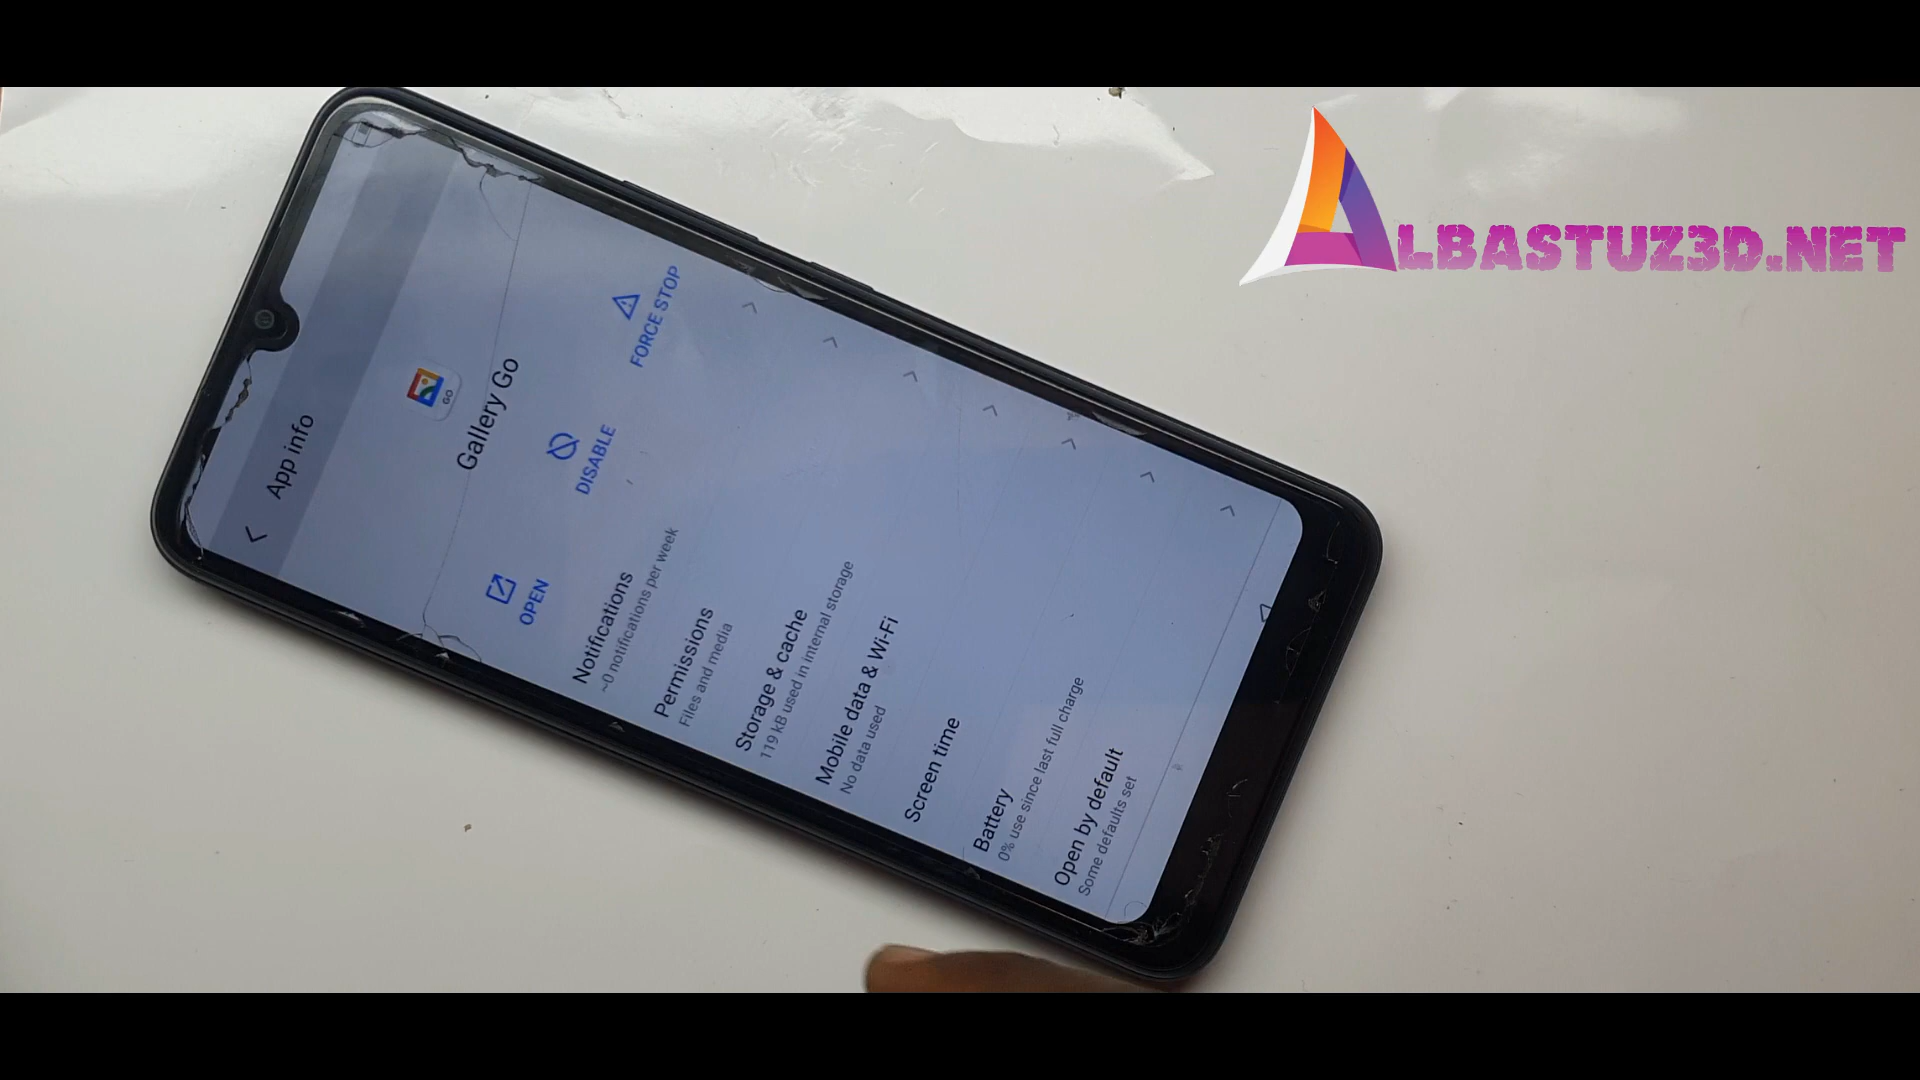 ALBASTUZ3D.NET
App info
GO
Gallery Go
OPEN
DISABLE
FORCE STOP
Notifications
~0 notifications per week
Permissions
Files and media
Storage & cache
119 kB used in internal storage
Mobile data & Wi-Fi
No data used
Screen time
Battery
0% use since last full charge
Open by default
Some defaults set